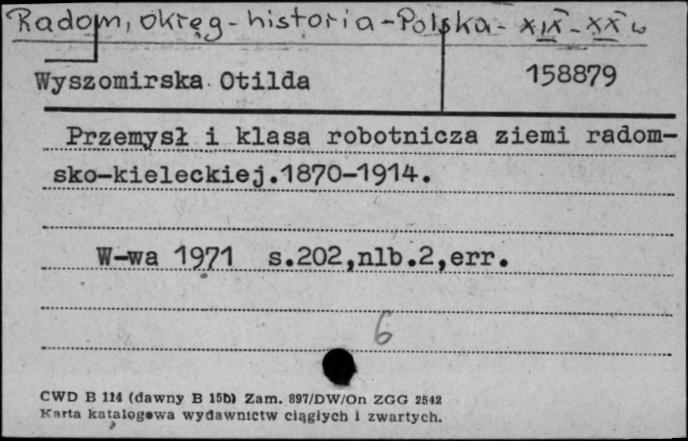 Radom, okręg - historia - Polska - XIX - XX w
Wyszomirska Otilda
158879
Przemysł i klasa robotnicza ziemi radom-
sko-kieleckiej.1870-1914.
W-wa 1971 s.202,nlb.2,err.
6
CWD B 114 (dawny B 15b) Zam. 897/DW/On ZGG 2542
Karta katalogowa wydawnictw ciągłych i zwartych.